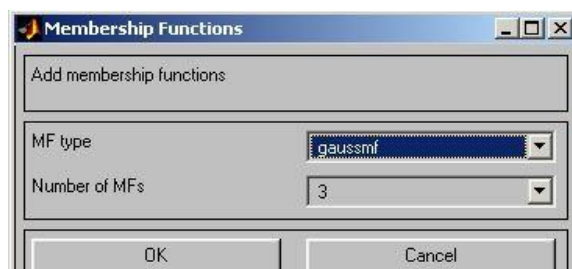 Membership Functions
Add membership functions
MF type
gaussmf
Number of MFs
3
OK
Cancel